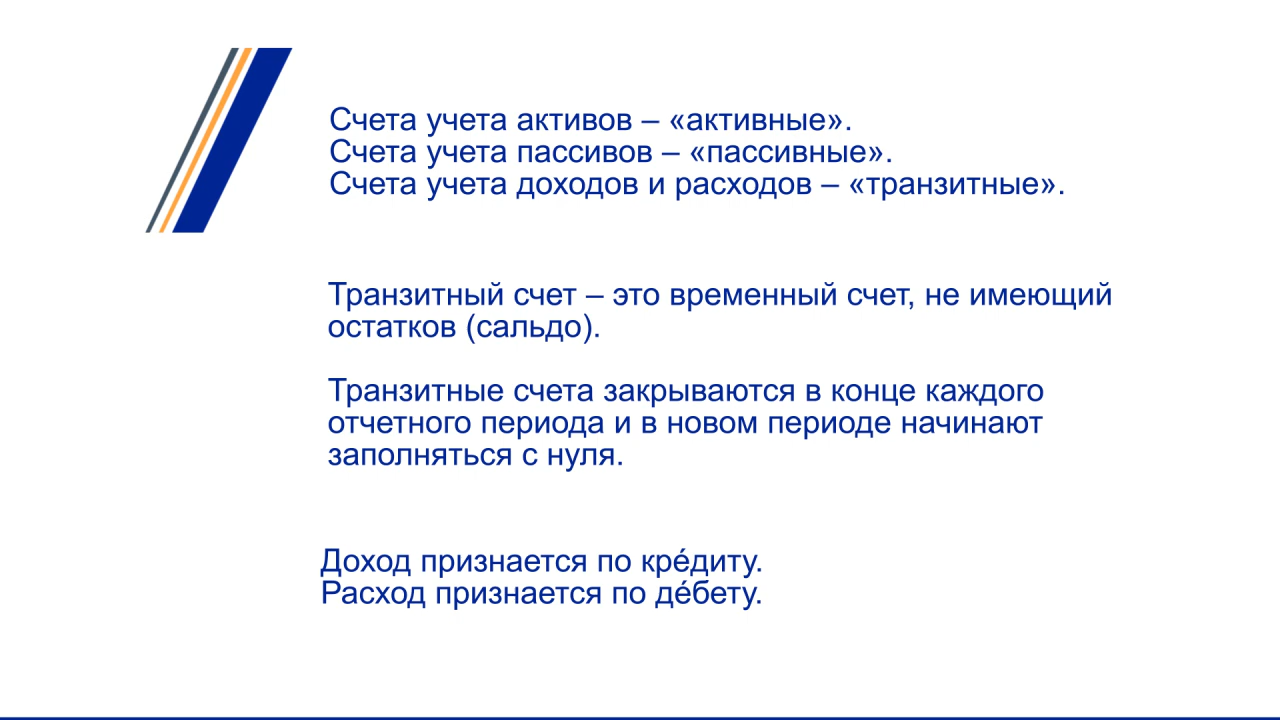 Счета учета активов – «активные».
Счета учета пассивов – «пассивные».
Счета учета доходов и расходов – «транзитные».
Транзитный счет – это временный счет, не имеющий
остатков (сальдо).
Транзитные счета закрываются в конце каждого
отчетного периода и в новом периоде начинают
заполняться с нуля.
Доход признается по кре́диту.
Расход признается по де́бету.